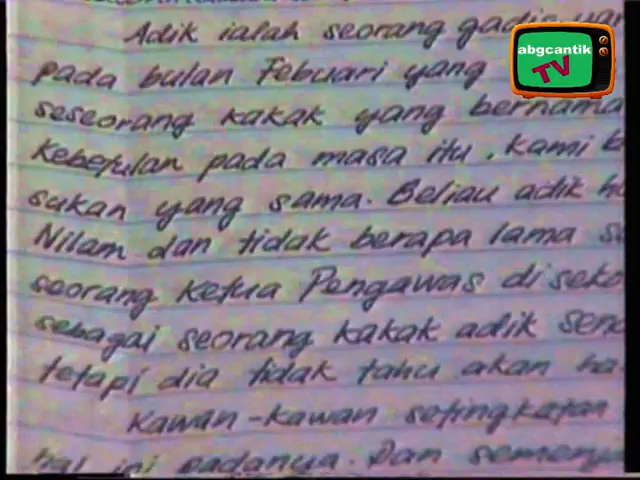 Adik ialah seorang gadis
pada bulan Febuari yang
seseorang kakak yang bernama
Kebetulan pada masa itu, kami
sukan yang sama. Beliau adik
Nilam dan tidak berapa lama
seorang Ketua Pengawas di
sebagai seorang kakak adik
tetapi dia tidak tahu akan
Kawan-kawan setingkatan
hal ini padanya. Dan
abgcantik
TV